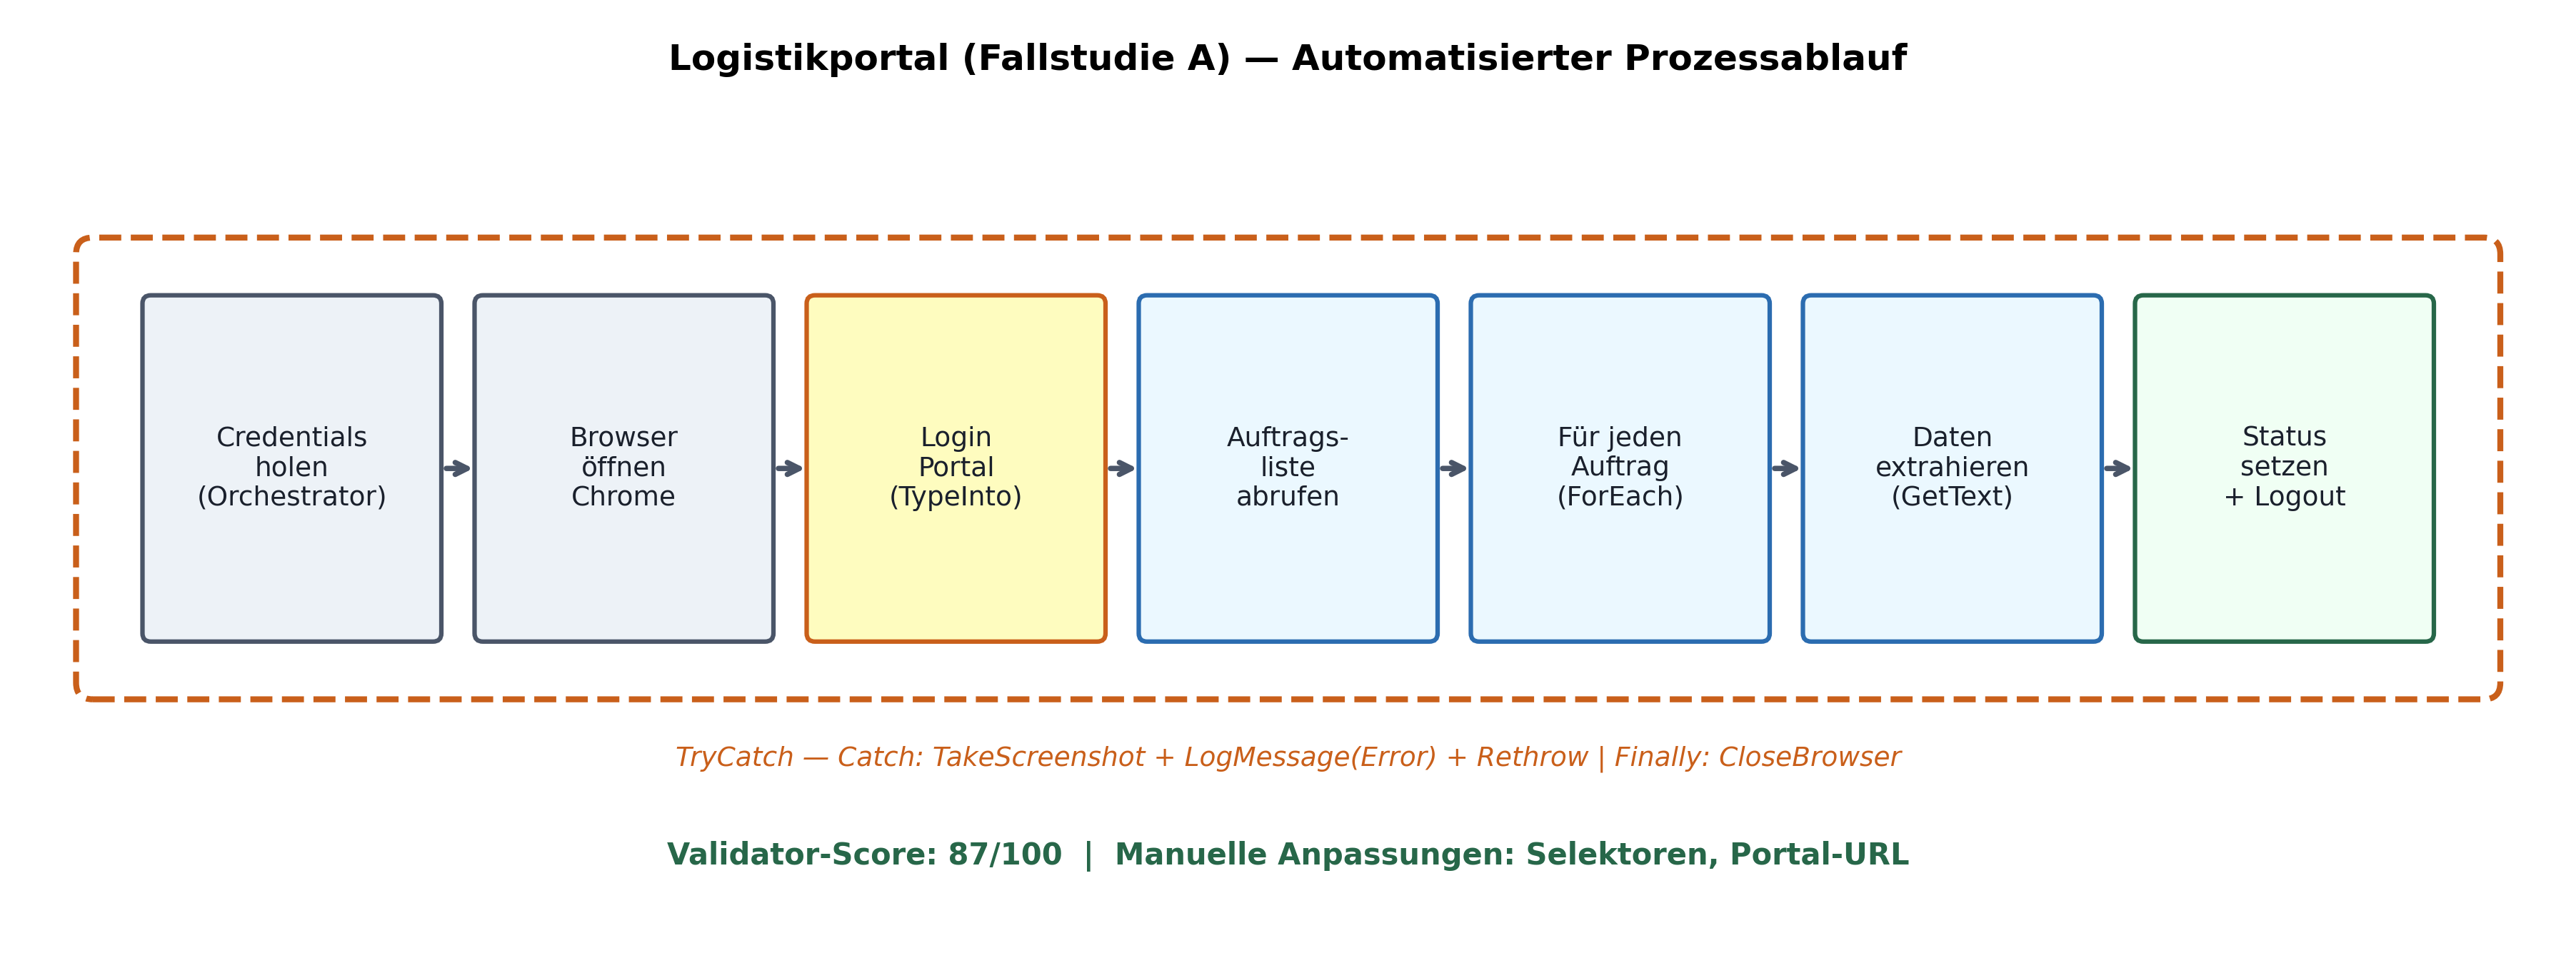 Logistikportal (Fallstudie A) — Automatisierter Prozessablauf
Credentials
holen
(Orchestrator)
Browser
öffnen
Chrome
Login
Portal
(TypeInto)
Auftrags-
liste
abrufen
Für jeden
Auftrag
(ForEach)
Daten
extrahieren
(GetText)
Status
setzen
+ Logout
TryCatch — Catch: TakeScreenshot + LogMessage(Error) + Rethrow | Finally: CloseBrowser
Validator-Score: 87/100 | Manuelle Anpassungen: Selektoren, Portal-URL